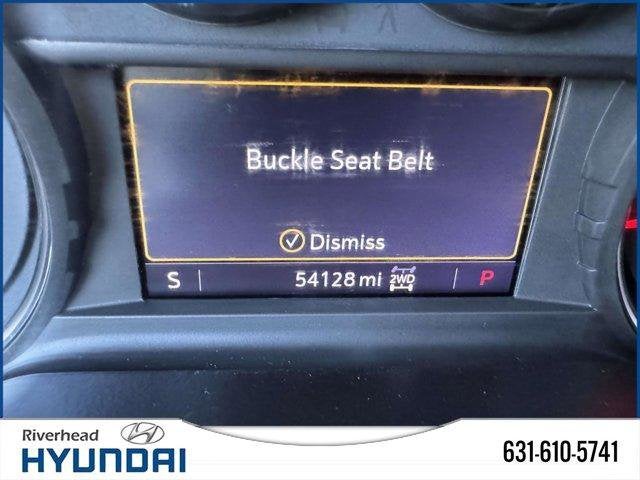 Buckle Seat Belt
Dismiss
S 54128 mi 2WD P
Riverhead
HYUNDAI
631-610-5741